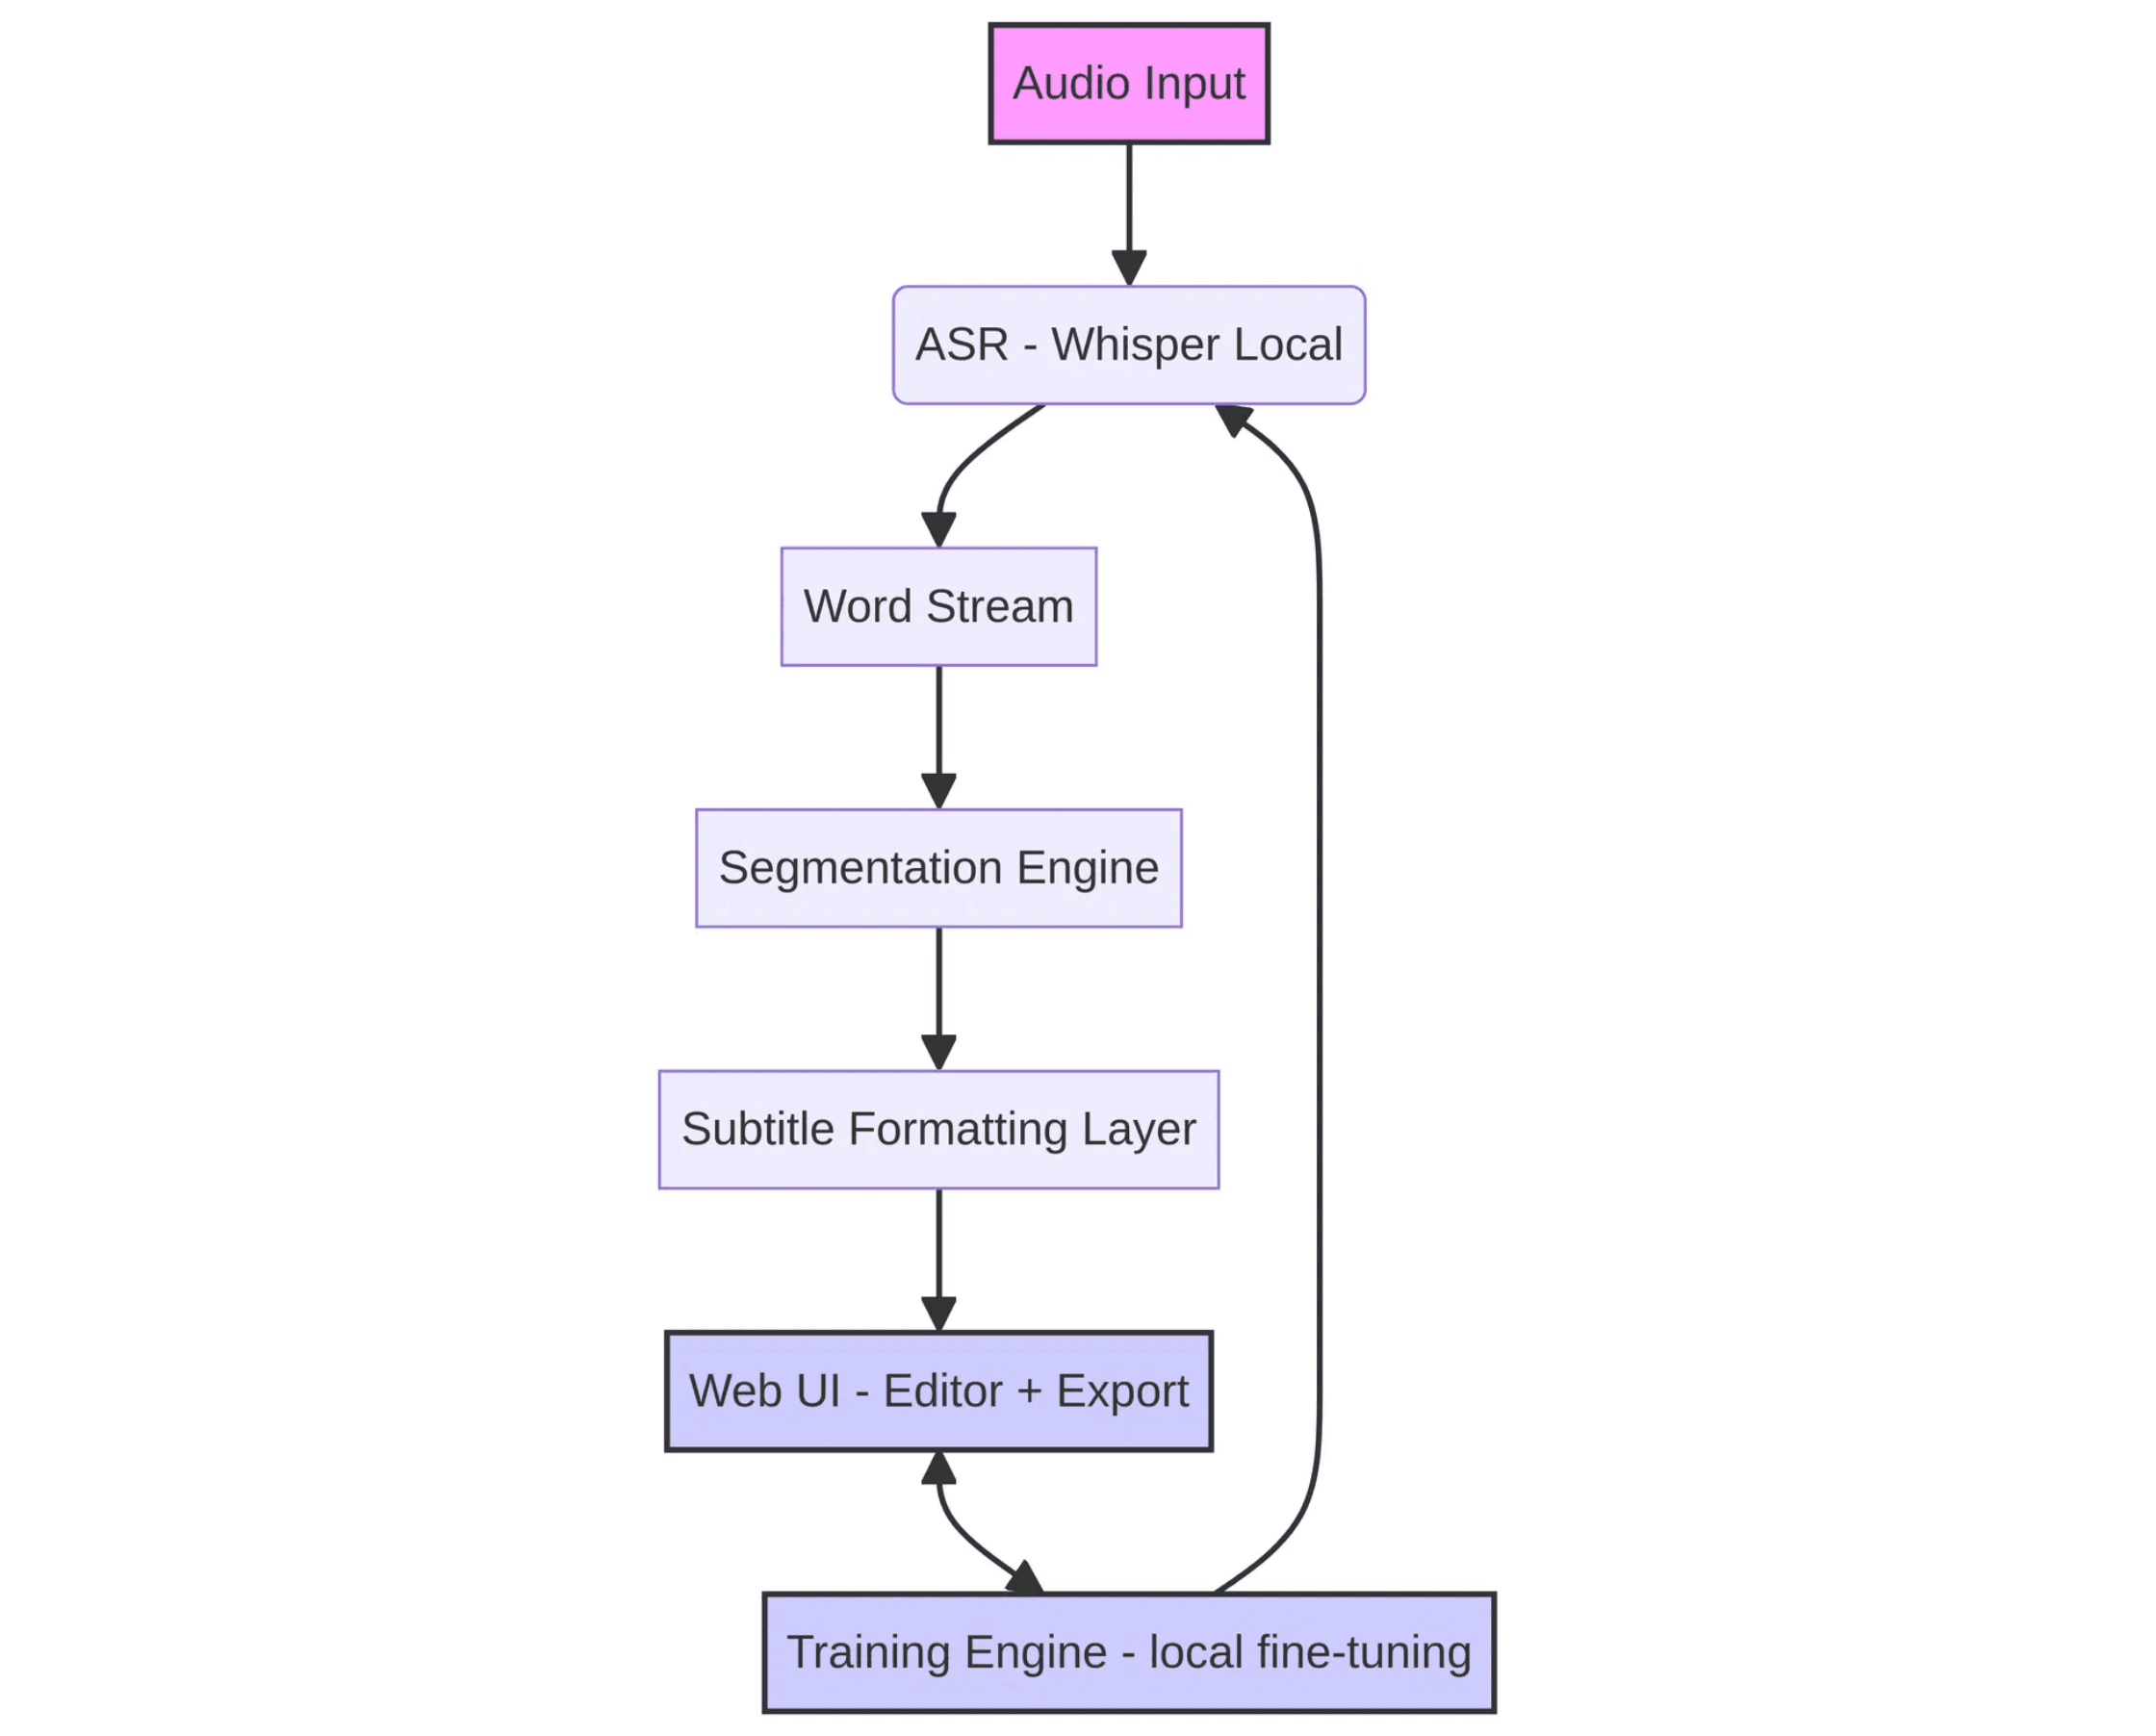 Audio Input
ASR - Whisper Local
Word Stream
Segmentation Engine
Subtitle Formatting Layer
Web UI - Editor + Export
Training Engine - local fine-tuning